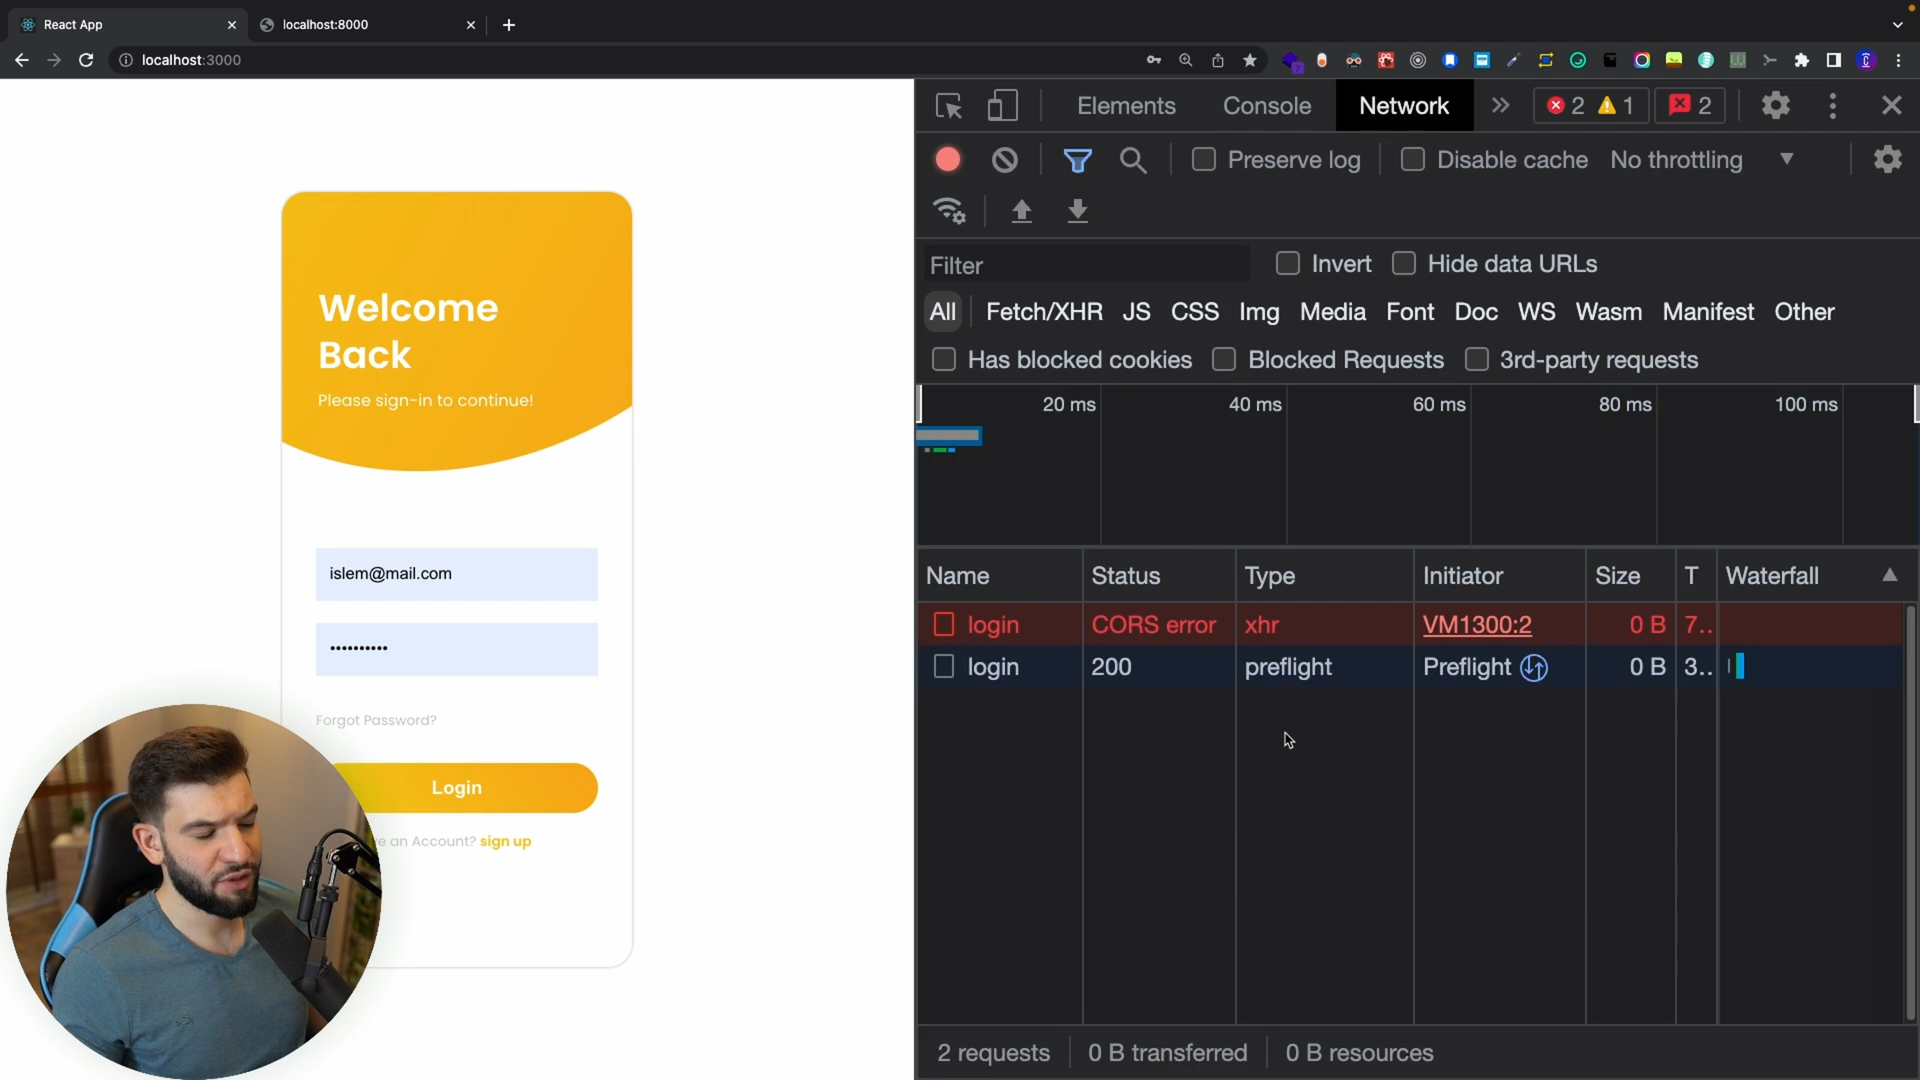 React App
localhost:8000
localhost:3000
Welcome
Back
Please sign-in to continue!
islem@mail.com
••••••••••
Forgot Password?
Login
e an Account? sign up
Elements Console Network 2 1 2
Preserve log Disable cache No throttling
Filter Invert Hide data URLs
All Fetch/XHR JS CSS Img Media Font Doc WS Wasm Manifest Other
Has blocked cookies Blocked Requests 3rd-party requests
20 ms 40 ms 60 ms 80 ms 100 ms
Name Status Type Initiator Size T Waterfall
login CORS error xhr VM1300:2 0 B 7..
login 200 preflight Preflight 0 B 3..
2 requests 0 B transferred 0 B resources